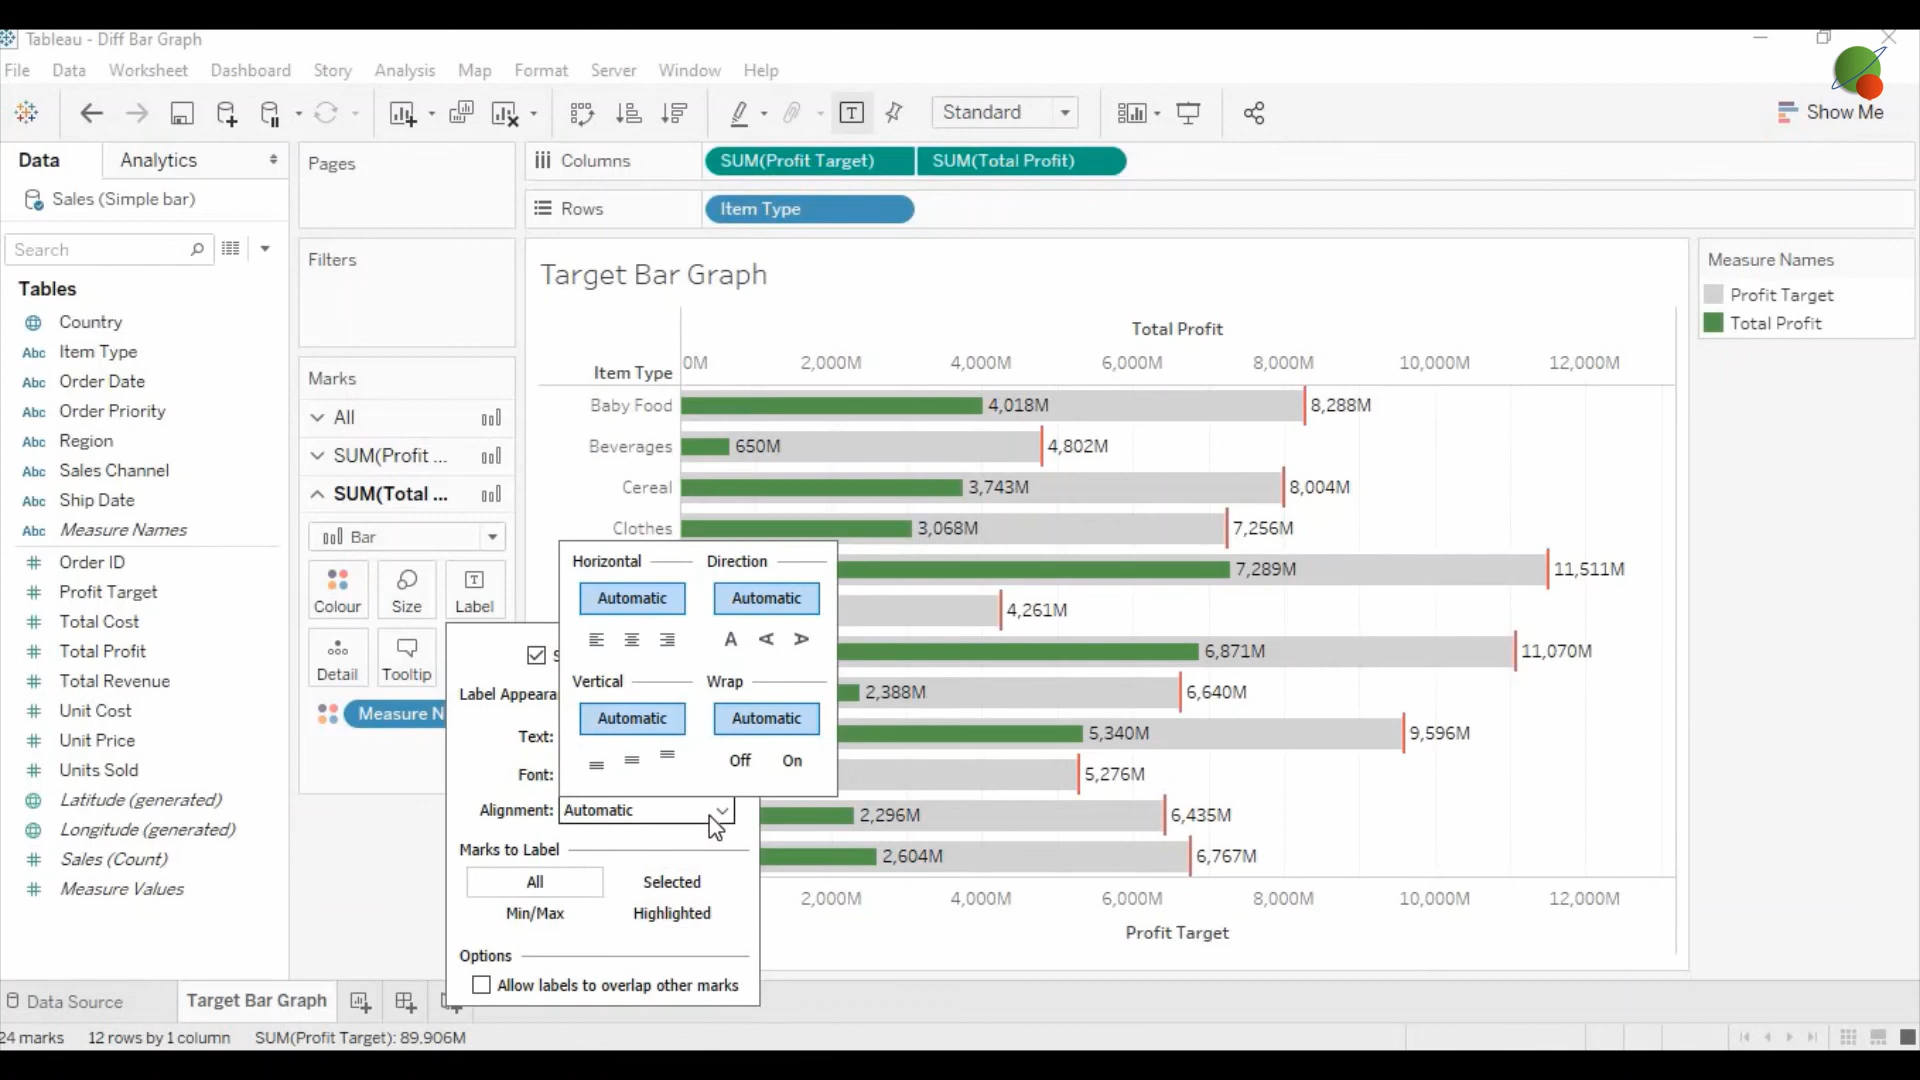 Tableau - Diff Bar Graph
File Data Worksheet Dashboard Story Analysis Map Format Server Window Help
Standard
Show Me
Data Analytics
Sales (Simple bar)
Search
Tables
Country
Abc Item Type
Abc Order Date
Abc Order Priority
Abc Region
Abc Sales Channel
Abc Ship Date
Abc Measure Names
# Order ID
# Profit Target
# Total Cost
# Total Profit
# Total Revenue
# Unit Cost
# Unit Price
# Units Sold
Latitude (generated)
Longitude (generated)
# Sales (Count)
# Measure Values
Pages
Filters
Marks
All
SUM(Profit ...
SUM(Total ...
Bar
Colour Size Label
Detail Tooltip
Measure N
Columns SUM(Profit Target) SUM(Total Profit)
Rows Item Type
Target Bar Graph
Total Profit
Item Type 0M 2,000M 4,000M 6,000M 8,000M 10,000M 12,000M
Baby Food 4,018M 8,288M
Beverages 650M 4,802M
Cereal 3,743M 8,004M
Clothes 3,068M 7,256M
7,289M 11,511M
4,261M
6,871M 11,070M
2,388M 6,640M
5,340M 9,596M
5,276M
2,296M 6,435M
2,604M 6,767M
2,000M 4,000M 6,000M 8,000M 10,000M 12,000M
Profit Target
Horizontal Direction
Automatic Automatic
A A A
Vertical Wrap
Automatic Automatic
Off On
S
Label Appeara
Text:
Font:
Alignment: Automatic
Marks to Label
All Selected
Min/Max Highlighted
Options
Allow labels to overlap other marks
Measure Names
Profit Target
Total Profit
Data Source Target Bar Graph
24 marks 12 rows by 1 column SUM(Profit Target): 89,906M